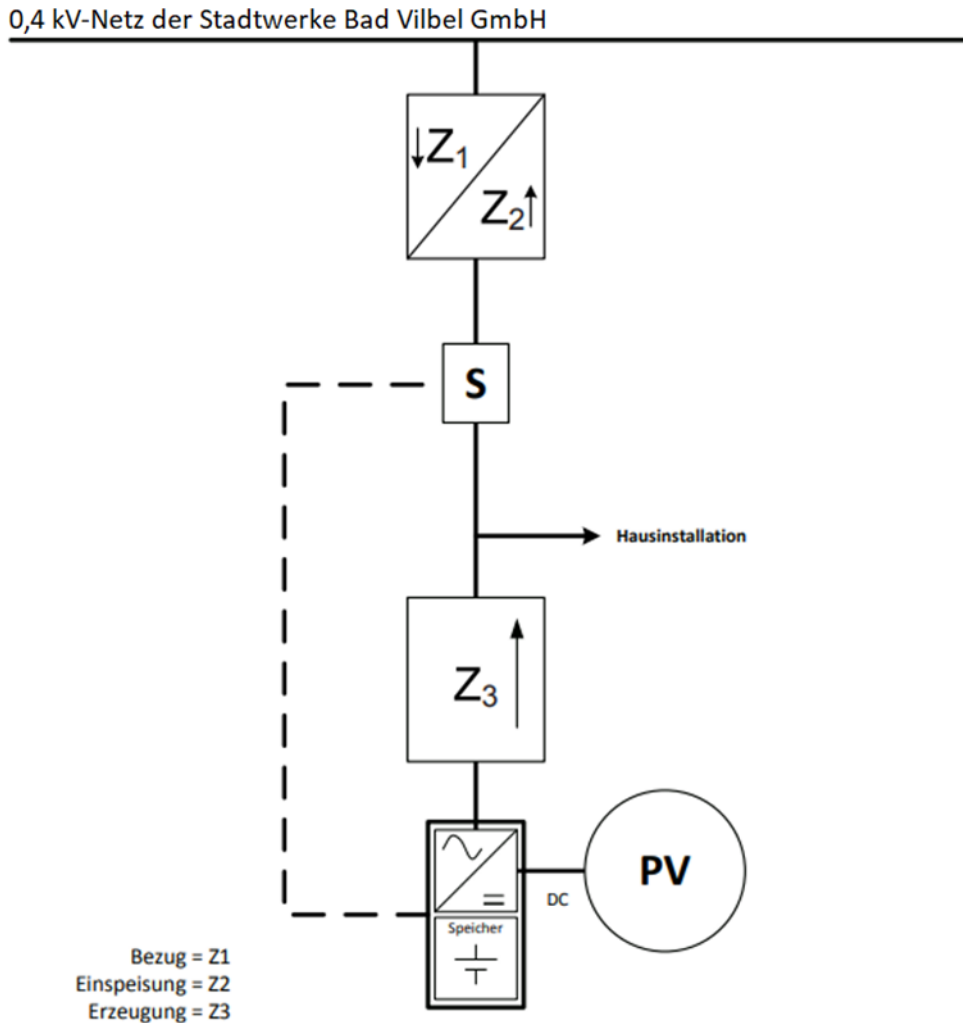 0,4 kV-Netz der Stadtwerke Bad Vilbel GmbH
Z1
Z2
S
Hausinstallation
Z3
PV
DC
Speicher
Bezug = Z1
Einspeisung = Z2
Erzeugung = Z3